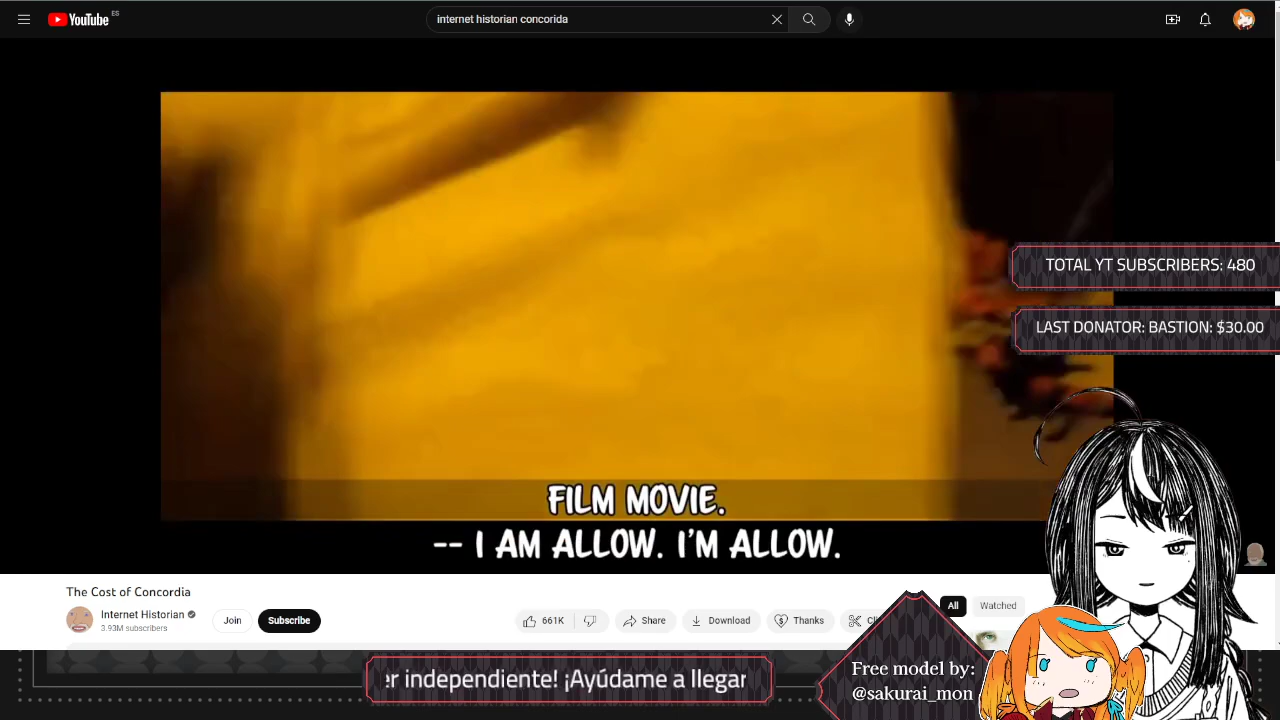 YouTube ES
internet historian concorida
TOTAL YT SUBSCRIBERS: 480
LAST DONATOR: BASTION: $30.00
FILM MOVIE.
-- I AM ALLOW. I'M ALLOW.
The Cost of Concordia
Internet Historian
3.93M subscribers
Join
Subscribe
661K
Share
Download
Thanks
Cli
All
Watched
er independiente! ¡Ayúdame a llegar
Free model by:
@sakurai_mon